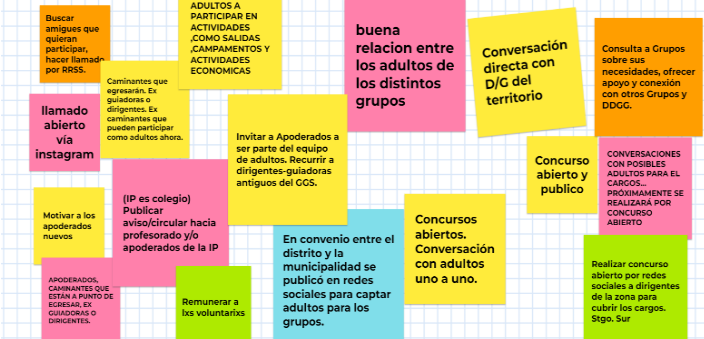 Buscar
amigues que
quieran
participar,
hacer llamado
por RRSS.
ADULTOS A
PARTICIPAR EN
ACTIVIDADES
,COMO SALIDAS
,CAMPAMENTOS Y
ACTIVIDADES
ECONOMICAS
buena
relacion entre
los adultos de
los distintos
grupos
Conversación
directa con
D/G del
territorio
Consulta a Grupos
sobre sus
necesidades, ofrecer
apoyo y conexión
con otros Grupos y
DDGG.
Caminantes que
egresarán. Ex
guiadoras o
dirigentes. Ex
caminantes que
pueden participar
como adultos ahora.
llamado
abierto
vía
instagram
Invitar a Apoderados a
ser parte del equipo
de adultos. Recurrir a
dirigentes-guiadoras
antiguos del GGS.
Concurso
abierto y
publico
CONVERSACIONES
CON POSIBLES
ADULTOS PARA EL
CARGOS...
PRÓXIMAMENTE SE
REALIZARÁ POR
CONCURSO
ABIERTO
Motivar a los
apoderados
nuevos
(IP es colegio)
Publicar
aviso/circular hacia
profesorado y/o
apoderados de la IP
En convenio entre el
distrito y la
municipalidad se
publicó en redes
sociales para captar
adultos para los
grupos.
Concursos
abiertos.
Conversación
con adultos
uno a uno.
APODERADOS,
CAMINANTES QUE
ESTÁN A PUNTO DE
EGRESAR, EX
GUIADORAS O
DIRIGENTES.
Remunerar a
lxs voluntarixs
Realizar concurso
abierto por redes
sociales a dirigentes
de la zona para
cubrir los cargos.
Stgo. Sur